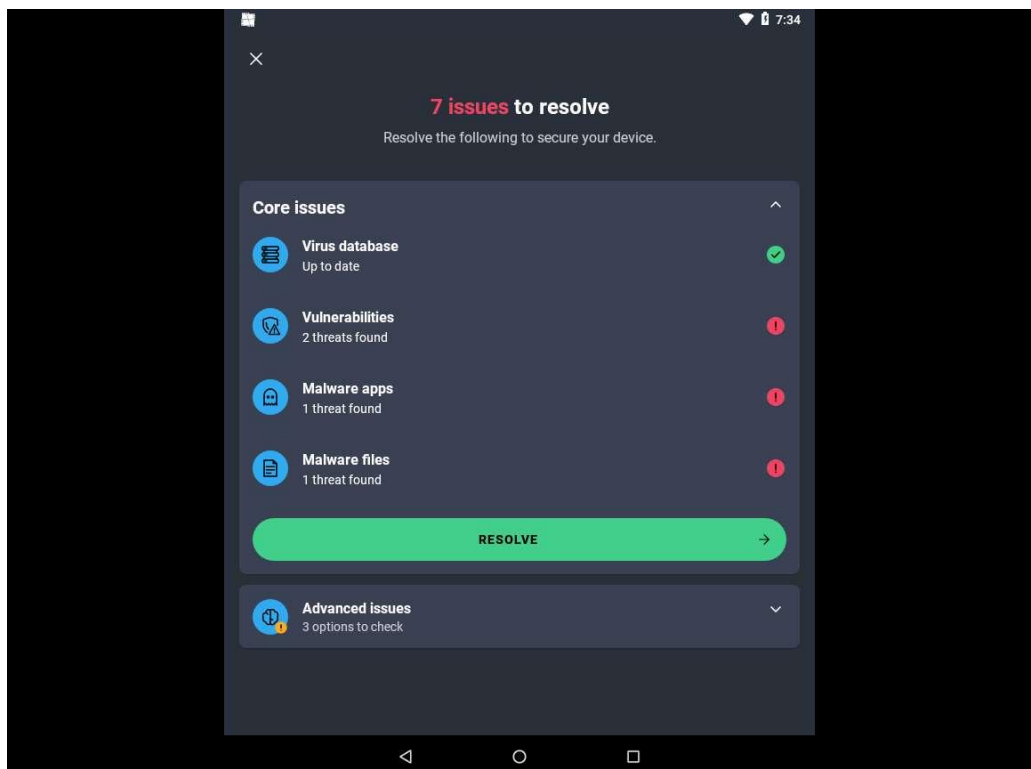 7:34
7 issues to resolve
Resolve the following to secure your device.
Core issues
Virus database
Up to date
Vulnerabilities
2 threats found
Malware apps
1 threat found
Malware files
1 threat found
RESOLVE
Advanced issues
3 options to check